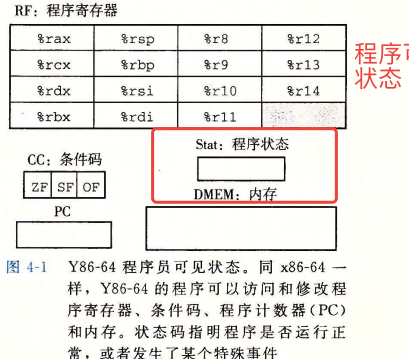 RF：程序寄存器
%rax %rsp %r8 %r12
%rcx %rbp %r9 %r13
%rdx %rsi %r10 %r14
%rbx %rdi %r11
程序可
状态
CC：条件码
Stat：程序状态
ZF SF OF
DMEM：内存
PC
图 4-1 Y86-64 程序员可见状态。同 x86-64 一
样，Y86-64 的程序可以访问和修改程
序寄存器、条件码、程序计数器（PC）
和内存。状态码指明程序是否运行正
常，或者发生了某个特殊事件